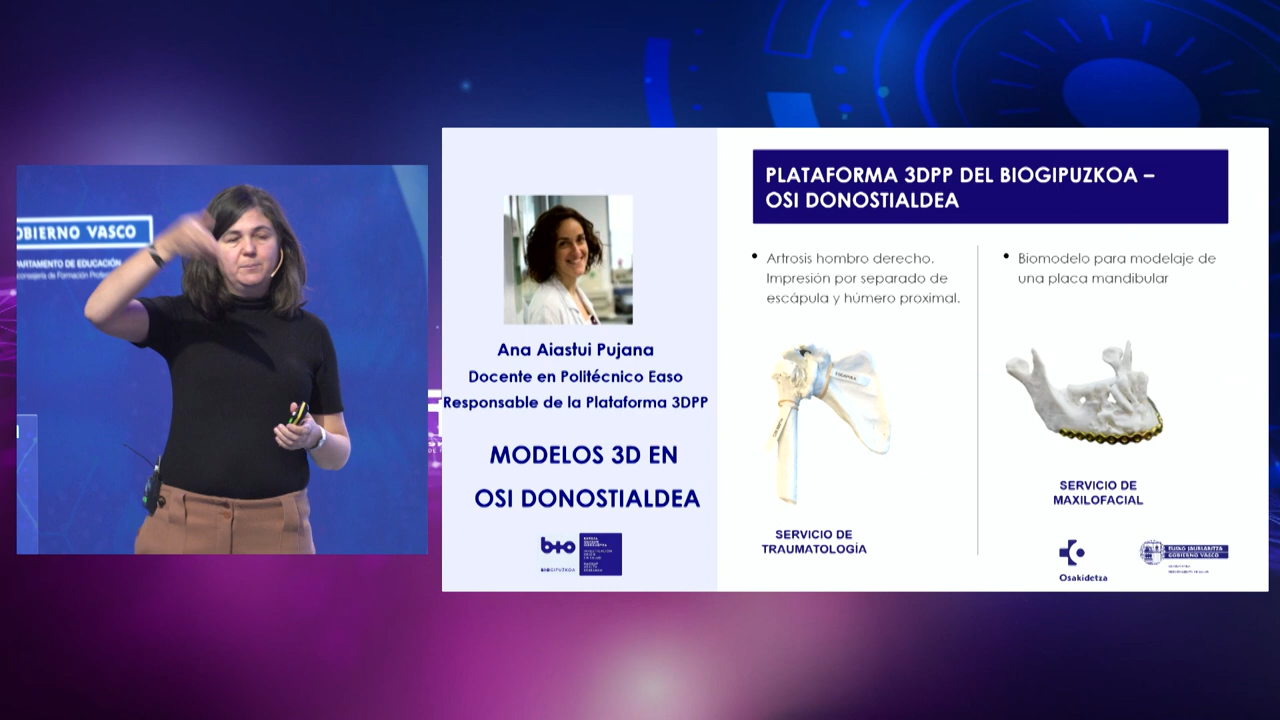 OBIERNO VASCO
PARTAMENTO DE EDUCACIÓN
Ana Aiastui Pujana
Docente en Politécnico Easo
Responsable de la Plataforma 3DPP
MODELOS 3D EN
OSI DONOSTIALDEA
bio
BIOGIPUZKOA
PLATAFORMA 3DPP DEL BIOGIPUZKOA –
OSI DONOSTIALDEA
• Artrosis hombro derecho.
Impresión por separado de
escápula y húmero proximal.
SERVICIO DE
TRAUMATOLOGÍA
• Biomodelo para modelaje de
una placa mandibular
SERVICIO DE
MAXILOFACIAL
Osakidetza
EUSKO JAURLARITZA
GOBIERNO VASCO